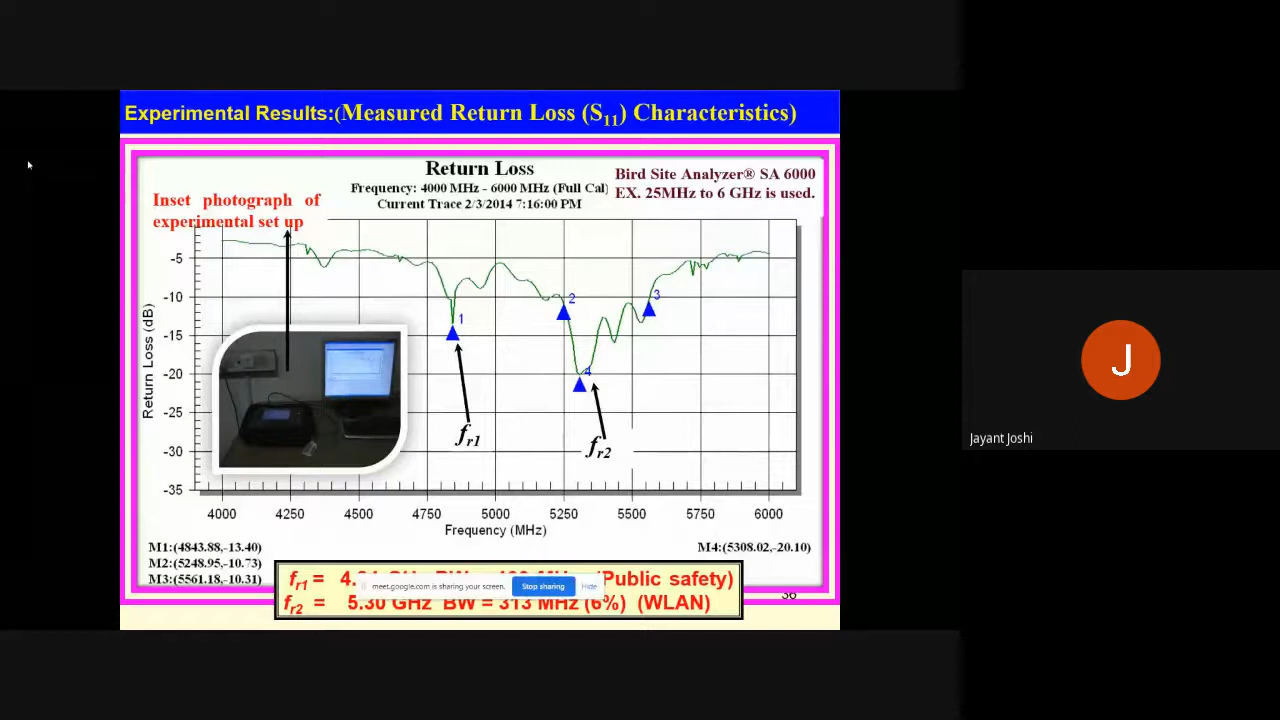 Experimental Results:(Measured Return Loss (S11) Characteristics)
Return Loss
Frequency: 4000 MHz - 6000 MHz (Full Cal)
Current Trace 2/3/2014 7:16:00 PM
Bird Site Analyzer® SA 6000
EX. 25MHz to 6 GHz is used.
Inset photograph of
experimental set up
Return Loss (dB)
-5
-10
-15
-20
-25
-30
-35
1
2
3
4
fr1
fr2
4000 4250 4500 4750 5000 5250 5500 5750 6000
Frequency (MHz)
M1:(4843.88,-13.40)
M2:(5248.95,-10.73)
M3:(5561.18,-10.31)
M4:(5308.02,-20.10)
fr1 = (Public safety)
meet.google.com is sharing your screen. Stop sharing Hide
fr2 = 5.30 GHz BW = 313 MHz (6%) (WLAN)
36
J
Jayant Joshi